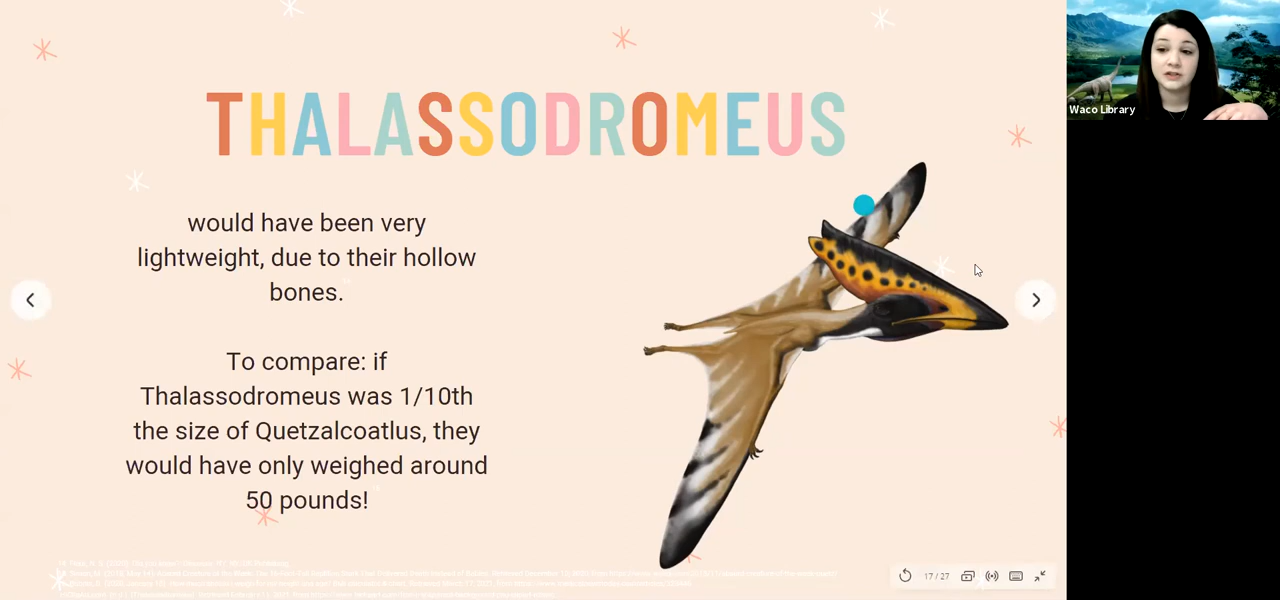 THALASSODROMEUS
Waco Library
would have been very
lightweight, due to their hollow
bones.
To compare: if
Thalassodromeus was 1/10th
the size of Quetzalcoatlus, they
would have only weighed around
50 pounds!
17 / 27